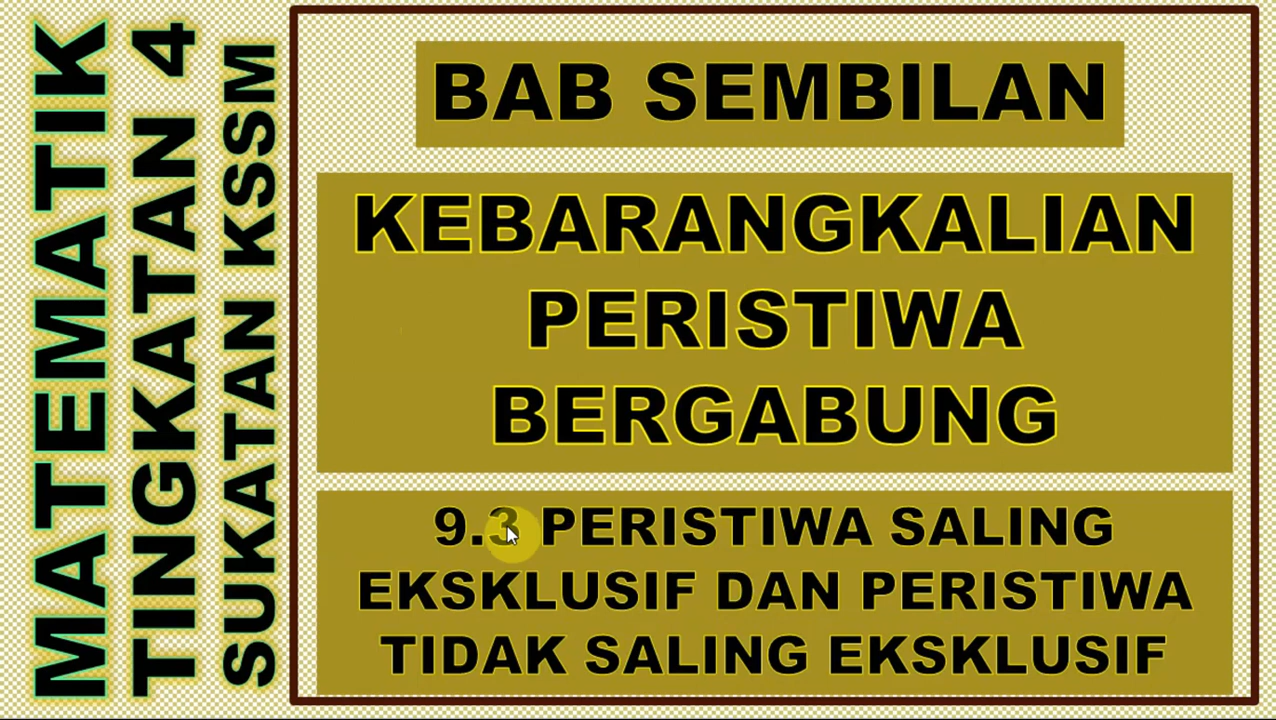 MATEMATIK
TINGKATAN 4
SUKATAN KSSM
BAB SEMBILAN
KEBARANGKALIAN
PERISTIWA
BERGABUNG
9.3 PERISTIWA SALING
EKSKLUSIF DAN PERISTIWA
TIDAK SALING EKSKLUSIF